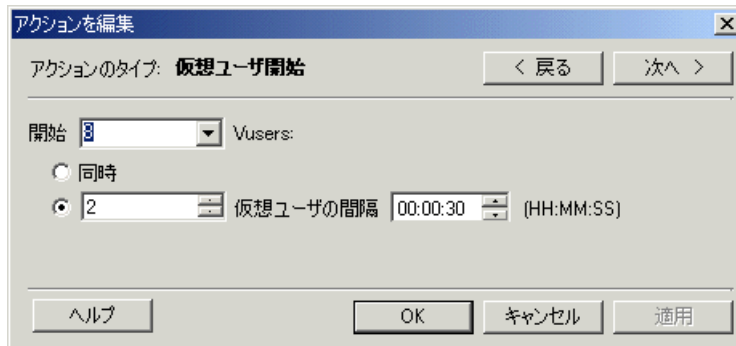 アクションを編集
アクションのタイプ: 仮想ユーザ開始 < 戻る 次へ >
開始 8 Vusers:
同時
2 仮想ユーザの間隔 00:00:30 (HH:MM:SS)
ヘルプ OK キャンセル 適用